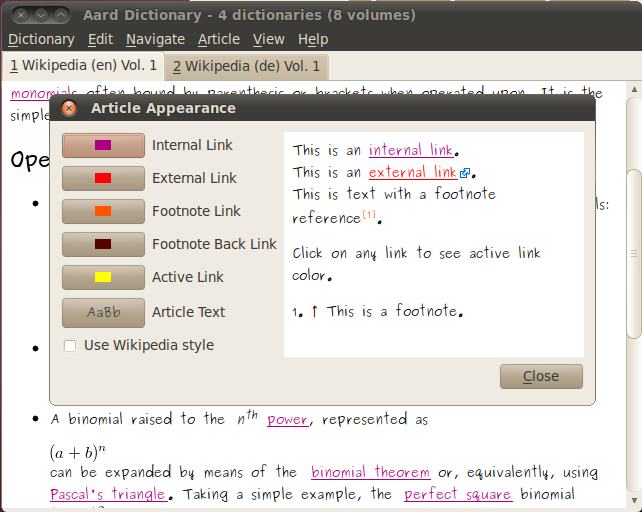 Aard Dictionary - 4 dictionaries (8 volumes)
Dictionary Edit Navigate Article View Help
1 Wikipedia (en) Vol. 1 2 Wikipedia (de) Vol. 1
monomials often bound by parenthesis or brackets when operated upon. It is the
simple
Article Appearance
Ope
Internal Link
External Link
Footnote Link
Footnote Back Link
Active Link
AaBb Article Text
Use Wikipedia style
This is an internal link.
This is an external link.
This is text with a footnote
reference[1].
Click on any link to see active link
color.
1. ↑ This is a footnote.
ls:
Close
• A binomial raised to the nth power, represented as
(a + b)^n
can be expanded by means of the binomial theorem or, equivalently, using
Pascal's triangle. Taking a simple example, the perfect square binomial